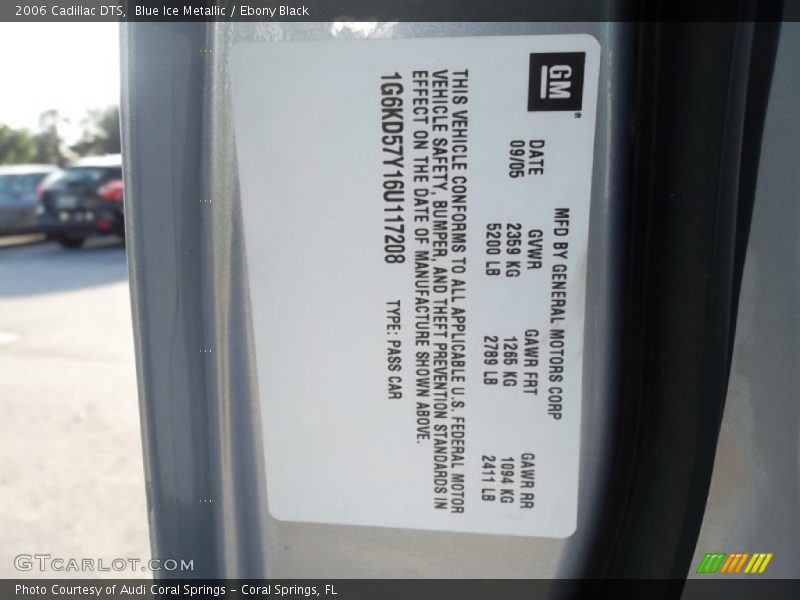 2006 Cadillac DTS, Blue Ice Metallic / Ebony Black
GM
MFD BY GENERAL MOTORS CORP
DATE GVWR GAWR FRT GAWR RR
09/05 2359 KG 1265 KG 1094 KG
5200 LB 2789 LB 2411 LB
THIS VEHICLE CONFORMS TO ALL APPLICABLE U.S. FEDERAL MOTOR
VEHICLE SAFETY, BUMPER, AND THEFT PREVENTION STANDARDS IN
EFFECT ON THE DATE OF MANUFACTURE SHOWN ABOVE.
1G6KD57Y16U117208 TYPE: PASS CAR
GTcarlot.com
Photo Courtesy of Audi Coral Springs - Coral Springs, FL